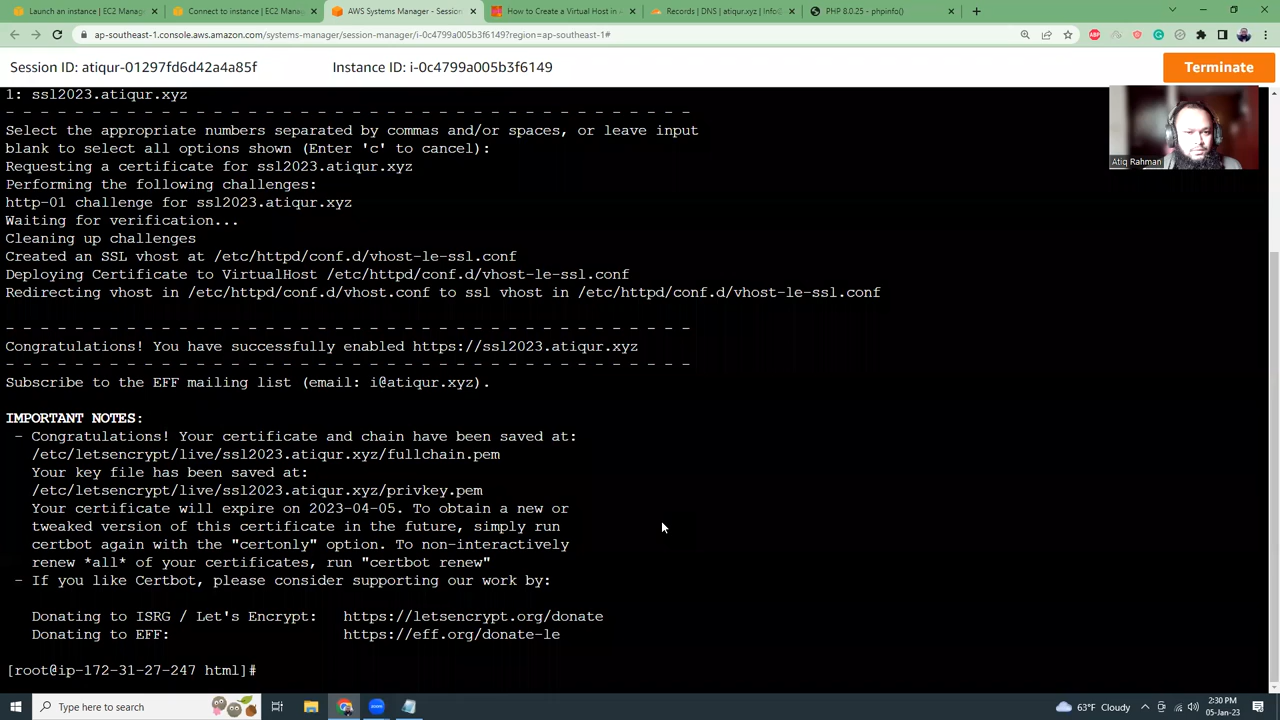 Launch an instance | EC2 Manag
Connect to instance | EC2 Manag
AWS Systems Manager - Session
How to Create a Virtual Host in
Records | DNS | atiqur.xyz | Info@
PHP 8.0.25 - phpinfo()
ap-southeast-1.console.aws.amazon.com/systems-manager/session-manager/i-0c4799a005b3f6149?region=ap-southeast-1#
Session ID: atiqur-01297fd6d42a4a85f
Instance ID: i-0c4799a005b3f6149
Terminate
1: ssl2023.atiqur.xyz
- - - - - - - - - - - - - - - - - - - - - - - - - - - - - - - - - - - - - - - -
Select the appropriate numbers separated by commas and/or spaces, or leave input
blank to select all options shown (Enter 'c' to cancel):
Requesting a certificate for ssl2023.atiqur.xyz
Performing the following challenges:
http-01 challenge for ssl2023.atiqur.xyz
Waiting for verification...
Cleaning up challenges
Created an SSL vhost at /etc/httpd/conf.d/vhost-le-ssl.conf
Deploying Certificate to VirtualHost /etc/httpd/conf.d/vhost-le-ssl.conf
Redirecting vhost in /etc/httpd/conf.d/vhost.conf to ssl vhost in /etc/httpd/conf.d/vhost-le-ssl.conf
- - - - - - - - - - - - - - - - - - - - - - - - - - - - - - - - - - - - - - - -
Congratulations! You have successfully enabled https://ssl2023.atiqur.xyz
- - - - - - - - - - - - - - - - - - - - - - - - - - - - - - - - - - - - - - - -
Subscribe to the EFF mailing list (email: i@atiqur.xyz).
IMPORTANT NOTES:
- Congratulations! Your certificate and chain have been saved at:
/etc/letsencrypt/live/ssl2023.atiqur.xyz/fullchain.pem
Your key file has been saved at:
/etc/letsencrypt/live/ssl2023.atiqur.xyz/privkey.pem
Your certificate will expire on 2023-04-05. To obtain a new or
tweaked version of this certificate in the future, simply run
certbot again with the "certonly" option. To non-interactively
renew *all* of your certificates, run "certbot renew"
- If you like Certbot, please consider supporting our work by:
Donating to ISRG / Let's Encrypt: https://letsencrypt.org/donate
Donating to EFF: https://eff.org/donate-le
[root@ip-172-31-27-247 html]#
Atiq Rahman
Type here to search
zoom
63°F Cloudy
2:30 PM
05-Jan-23